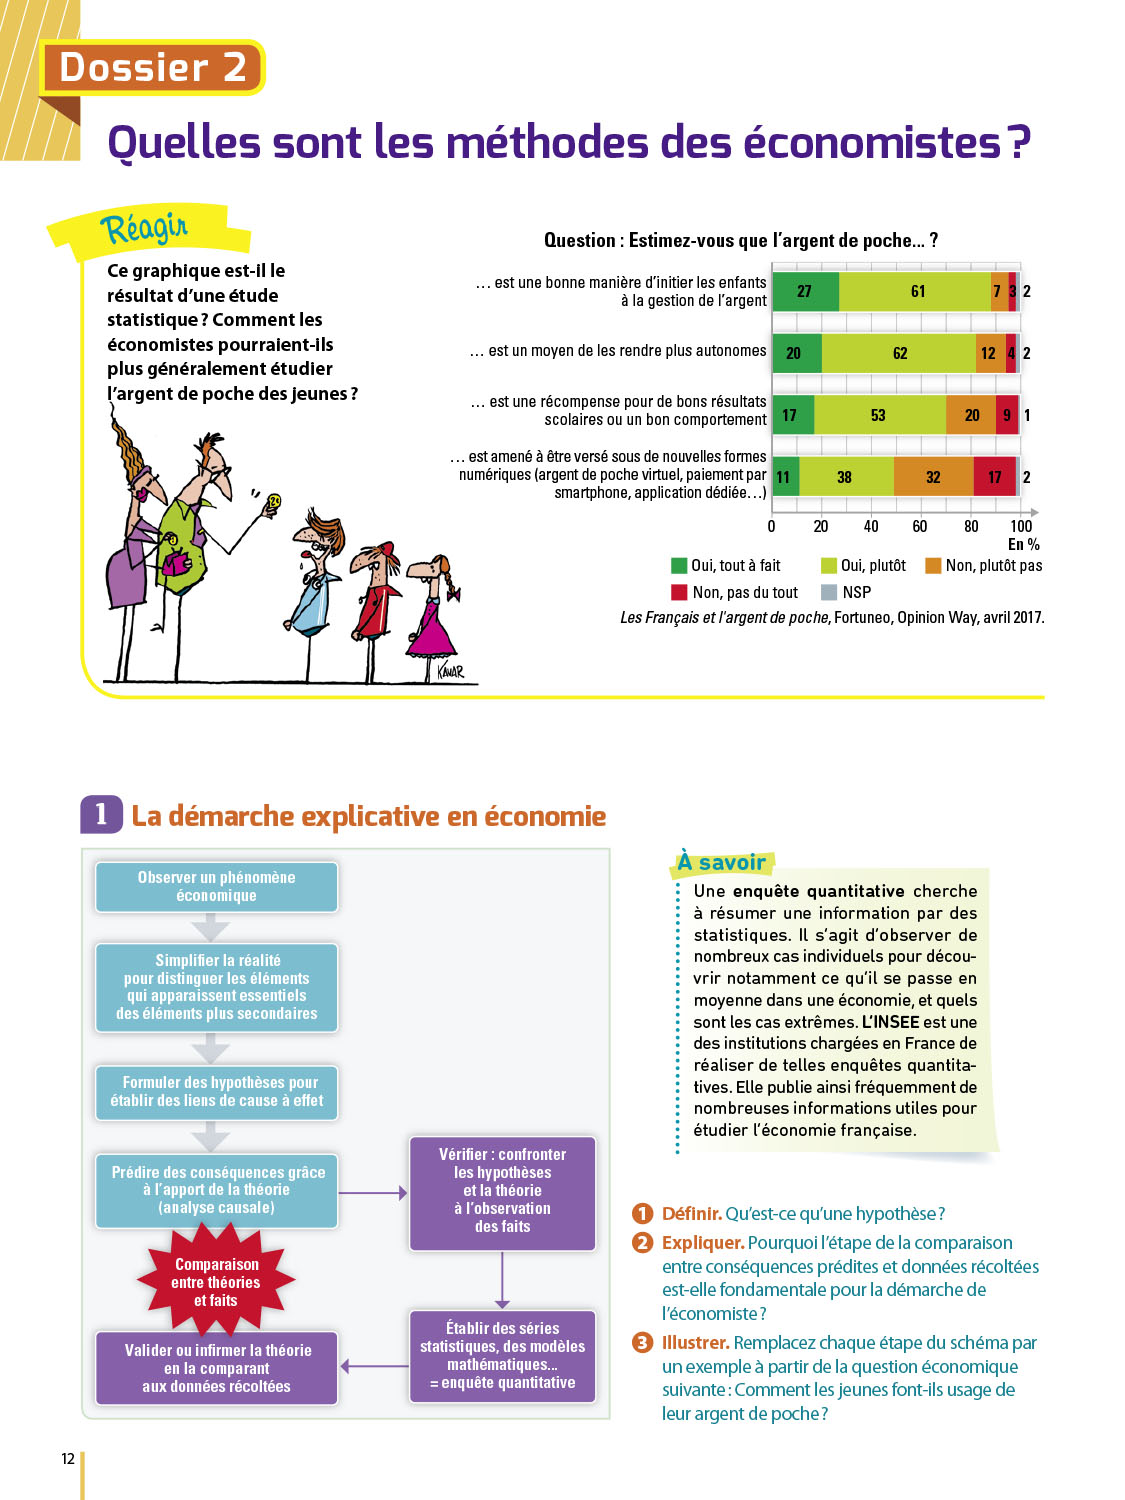 Dossier 2
Quelles sont les méthodes des économistes ?
Réagir
Ce graphique est-il le
résultat d’une étude
statistique ? Comment les
économistes pourraient-ils
plus généralement étudier
l’argent de poche des jeunes ?
2€
KANAR
Question : Estimez-vous que l’argent de poche... ?
… est une bonne manière d’initier les enfants
à la gestion de l’argent
27 61 7 3 2
… est un moyen de les rendre plus autonomes
20 62 12 4 2
… est une récompense pour de bons résultats
scolaires ou un bon comportement
17 53 20 9 1
… est amené à être versé sous de nouvelles formes
numériques (argent de poche virtuel, paiement par
smartphone, application dédiée…)
11 38 32 17 2
0 20 40 60 80 100
En %
Oui, tout à fait Oui, plutôt Non, plutôt pas
Non, pas du tout NSP
Les Français et l'argent de poche, Fortuneo, Opinion Way, avril 2017.
1 La démarche explicative en économie
Observer un phénomène
économique
Simplifier la réalité
pour distinguer les éléments
qui apparaissent essentiels
des éléments plus secondaires
Formuler des hypothèses pour
établir des liens de cause à effet
Prédire des conséquences grâce
à l’apport de la théorie
(analyse causale)
Vérifier : confronter
les hypothèses
et la théorie
à l’observation
des faits
Comparaison
entre théories
et faits
Établir des séries
statistiques, des modèles
mathématiques...
= enquête quantitative
Valider ou infirmer la théorie
en la comparant
aux données récoltées
À savoir
Une enquête quantitative cherche
à résumer une information par des
statistiques. Il s’agit d’observer de
nombreux cas individuels pour décou-
vrir notamment ce qu’il se passe en
moyenne dans une économie, et quels
sont les cas extrêmes. L’INSEE est une
des institutions chargées en France de
réaliser de telles enquêtes quantita-
tives. Elle publie ainsi fréquemment de
nombreuses informations utiles pour
étudier l’économie française.
1 Définir. Qu’est-ce qu’une hypothèse ?
2 Expliquer. Pourquoi l’étape de la comparaison
entre conséquences prédites et données récoltées
est-elle fondamentale pour la démarche de
l’économiste ?
3 Illustrer. Remplacez chaque étape du schéma par
un exemple à partir de la question économique
suivante : Comment les jeunes font-ils usage de
leur argent de poche ?
12